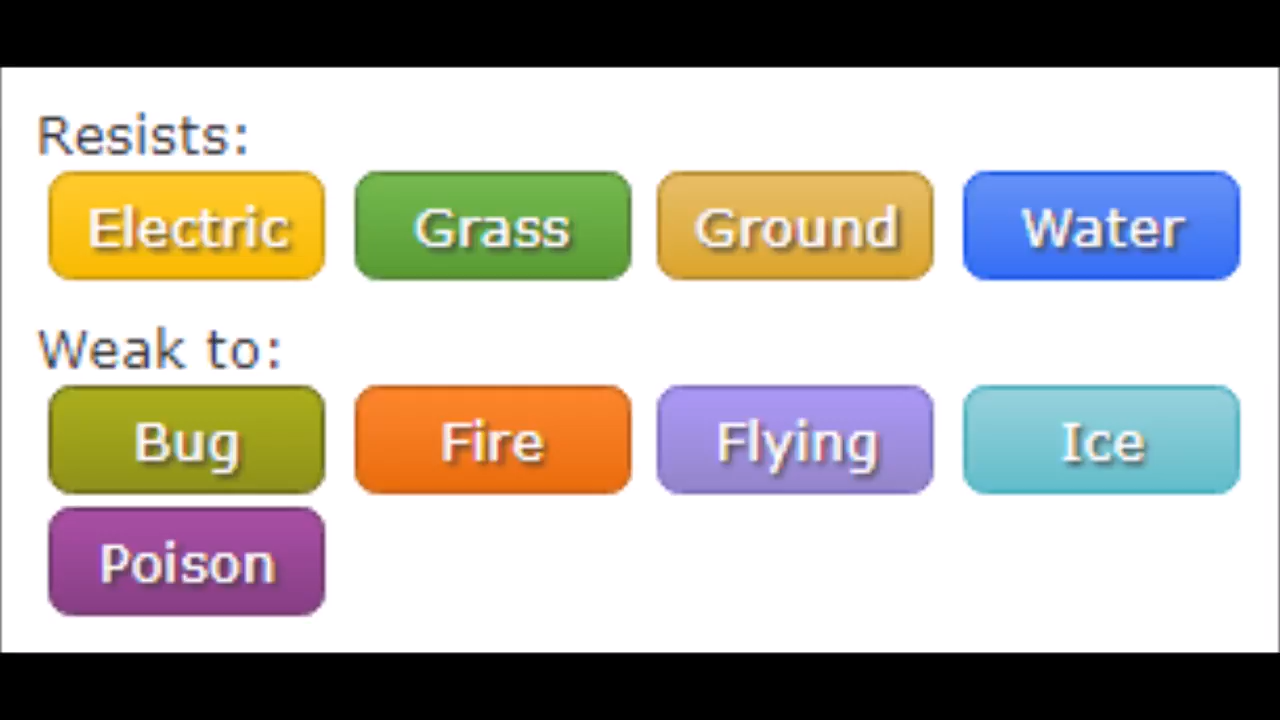 Resists:
Electric Grass Ground Water
Weak to:
Bug Fire Flying Ice
Poison